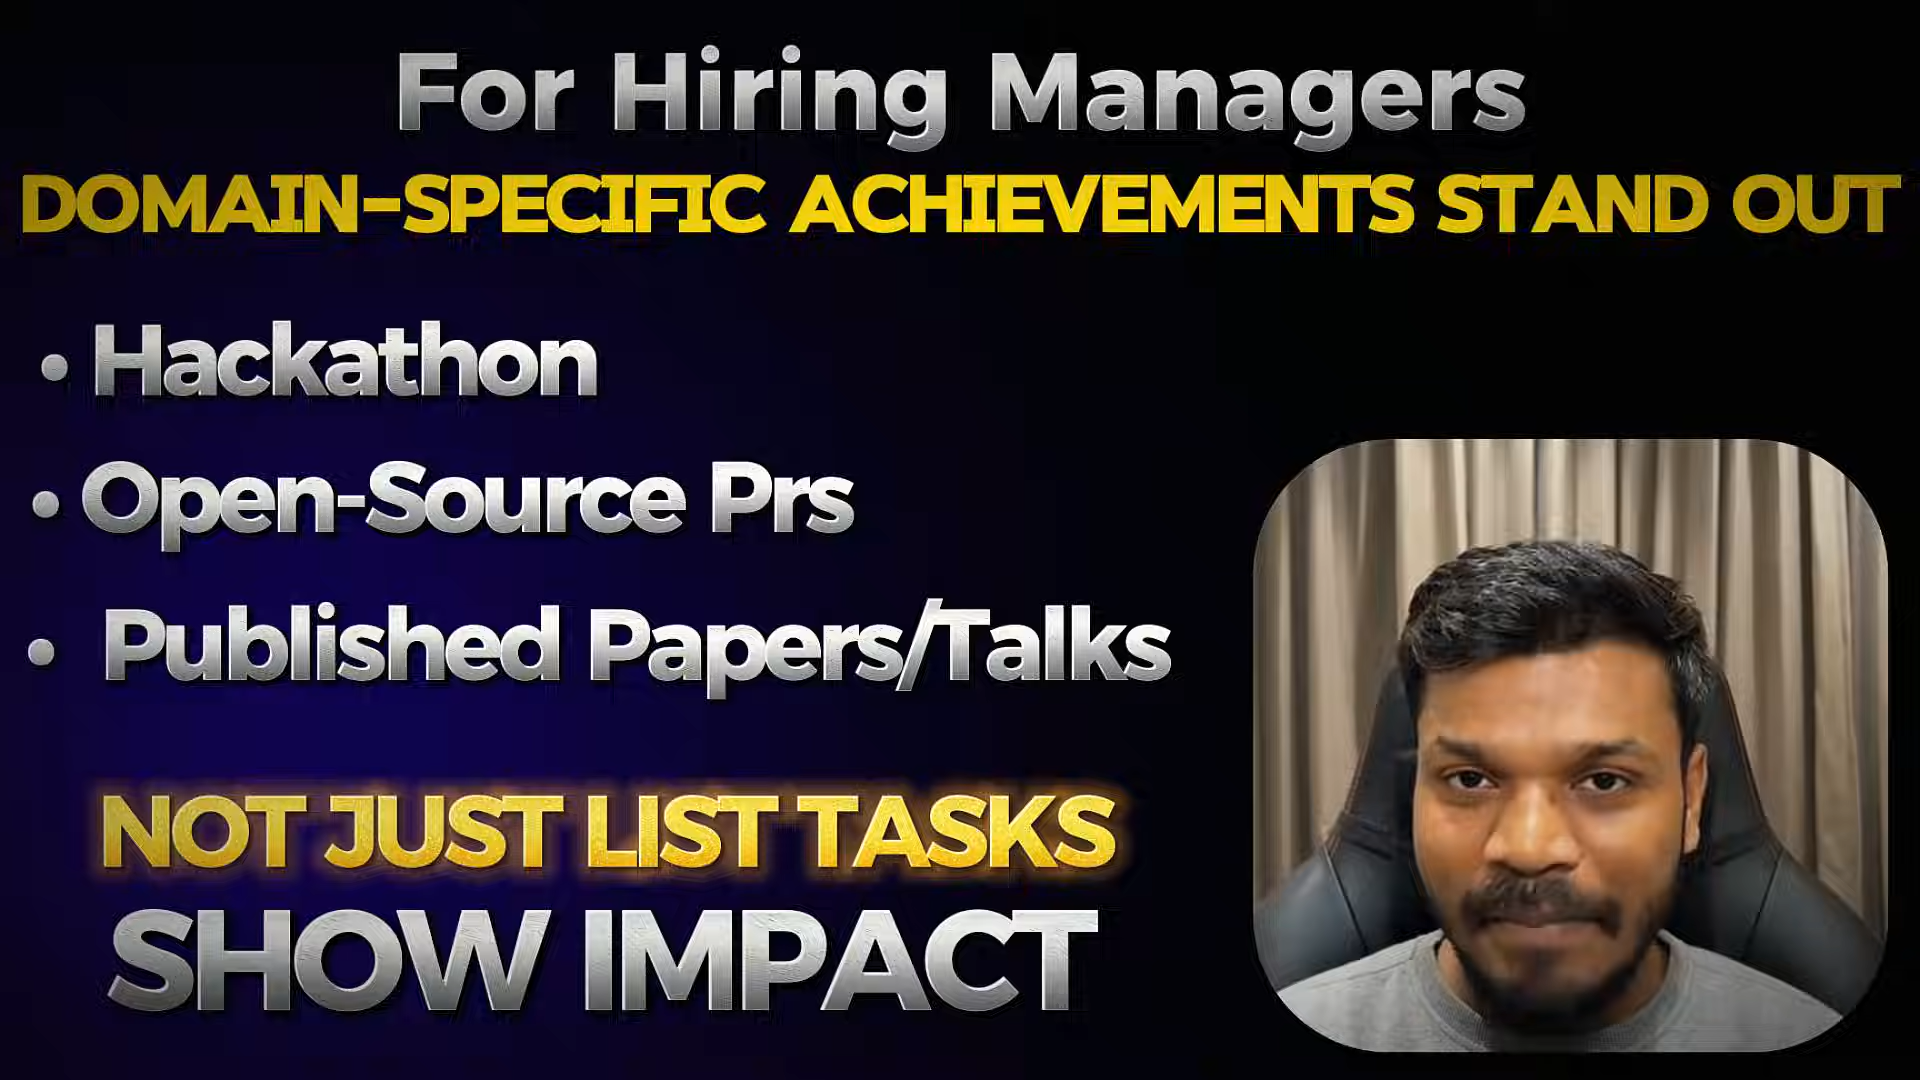 For Hiring Managers
DOMAIN-SPECIFIC ACHIEVEMENTS STAND OUT
• Hackathon
• Open-Source Prs
• Published Papers/Talks
NOT JUST LIST TASKS
SHOW IMPACT